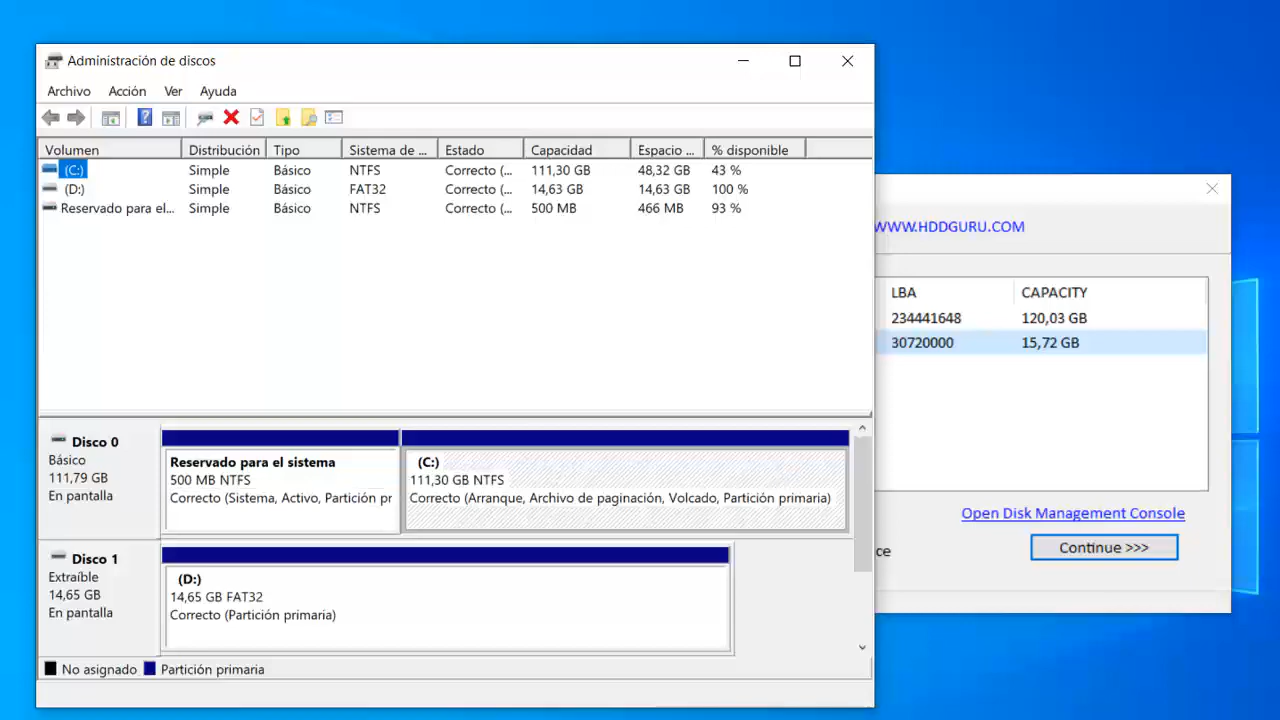 Administración de discos
Archivo Acción Ver Ayuda
Volumen Distribución Tipo Sistema de ... Estado Capacidad Espacio ... % disponible
(C:) Simple Básico NTFS Correcto (... 111,30 GB 48,32 GB 43 %
(D:) Simple Básico FAT32 Correcto (... 14,63 GB 14,63 GB 100 %
Reservado para el... Simple Básico NTFS Correcto (... 500 MB 466 MB 93 %
Disco 0
Básico
111,79 GB
En pantalla
Reservado para el sistema
500 MB NTFS
Correcto (Sistema, Activo, Partición pr
(C:)
111,30 GB NTFS
Correcto (Arranque, Archivo de paginación, Volcado, Partición primaria)
Disco 1
Extraíble
14,65 GB
En pantalla
(D:)
14,65 GB FAT32
Correcto (Partición primaria)
No asignado Partición primaria
WWW.HDDGURU.COM
LBA CAPACITY
234441648 120,03 GB
30720000 15,72 GB
Open Disk Management Console
ce
Continue >>>